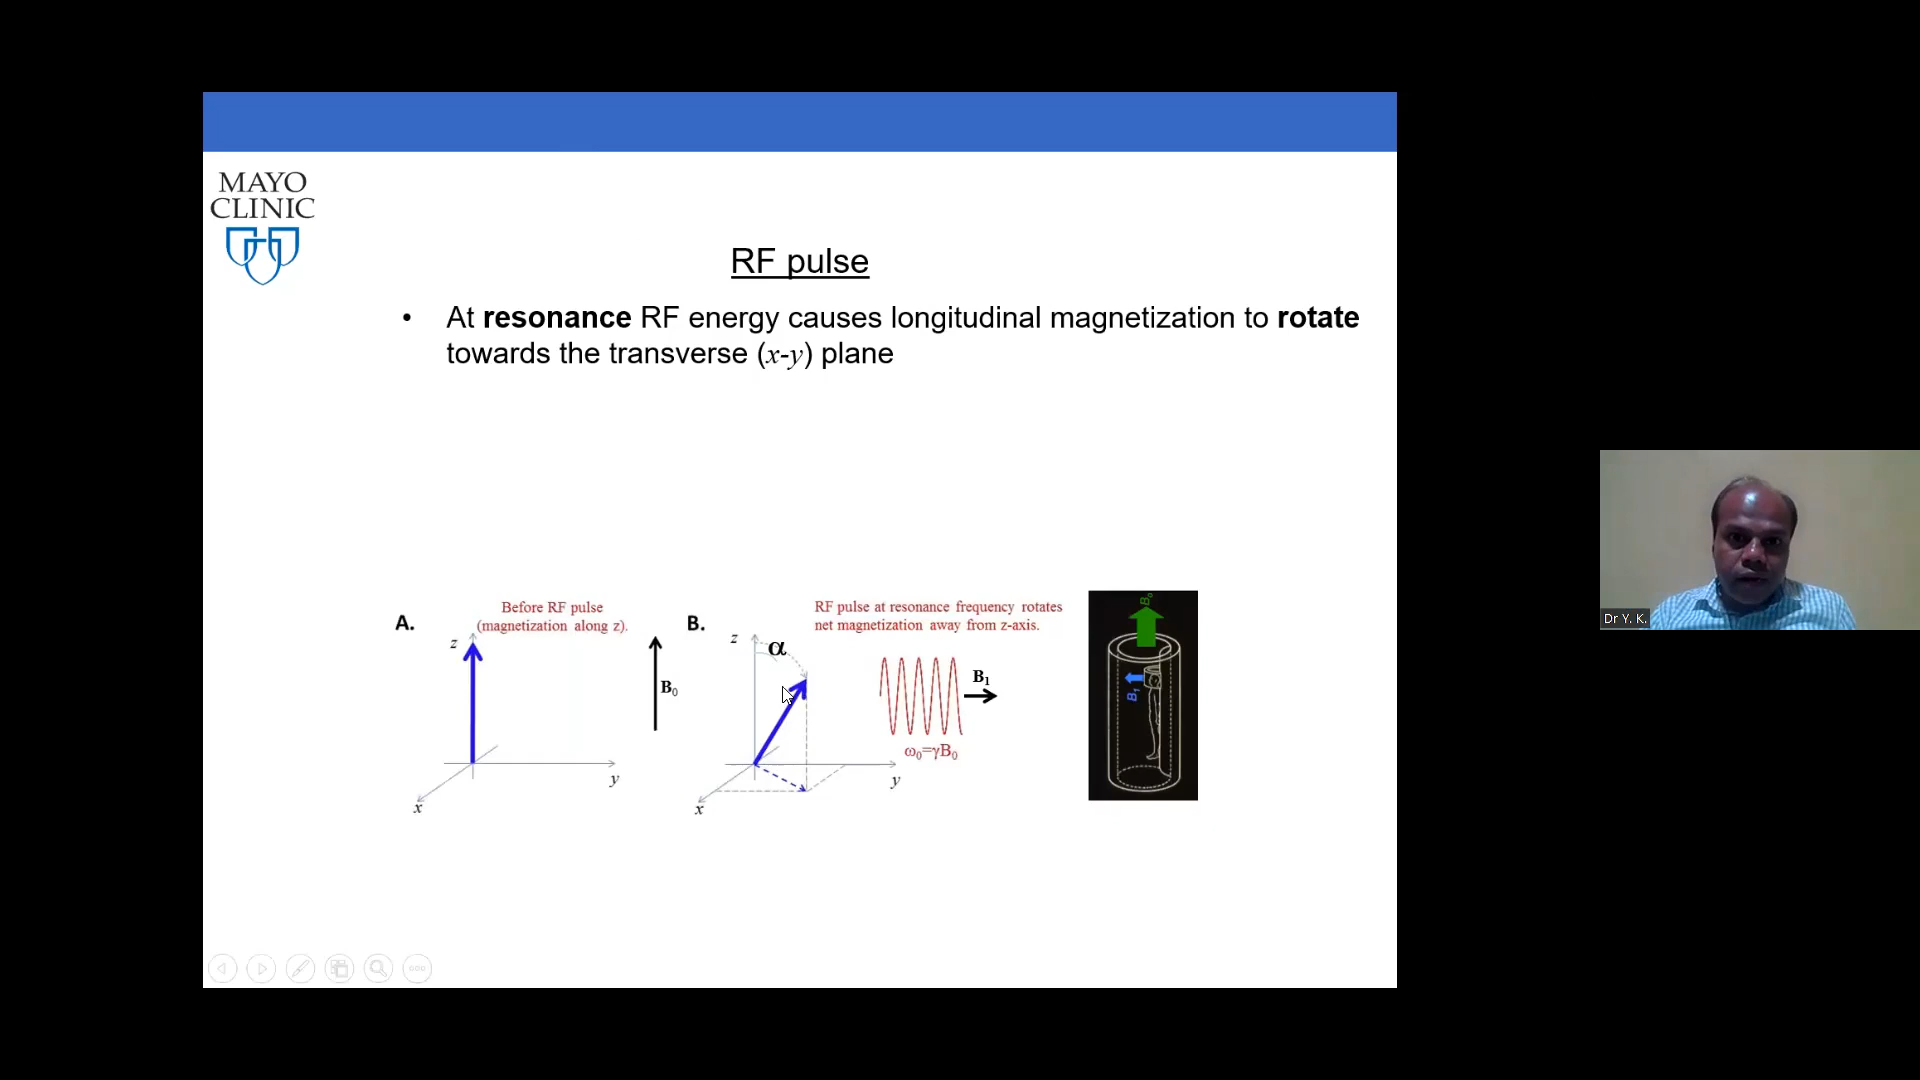 MAYO
CLINIC
RF pulse
• At resonance RF energy causes longitudinal magnetization to rotate
towards the transverse (x-y) plane
A.
Before RF pulse
(magnetization along z).
z
B₀
y
x
B.
RF pulse at resonance frequency rotates
net magnetization away from z-axis.
z
α
B₁
ω₀=γB₀
y
x
B₀
B₁
Dr Y. K.